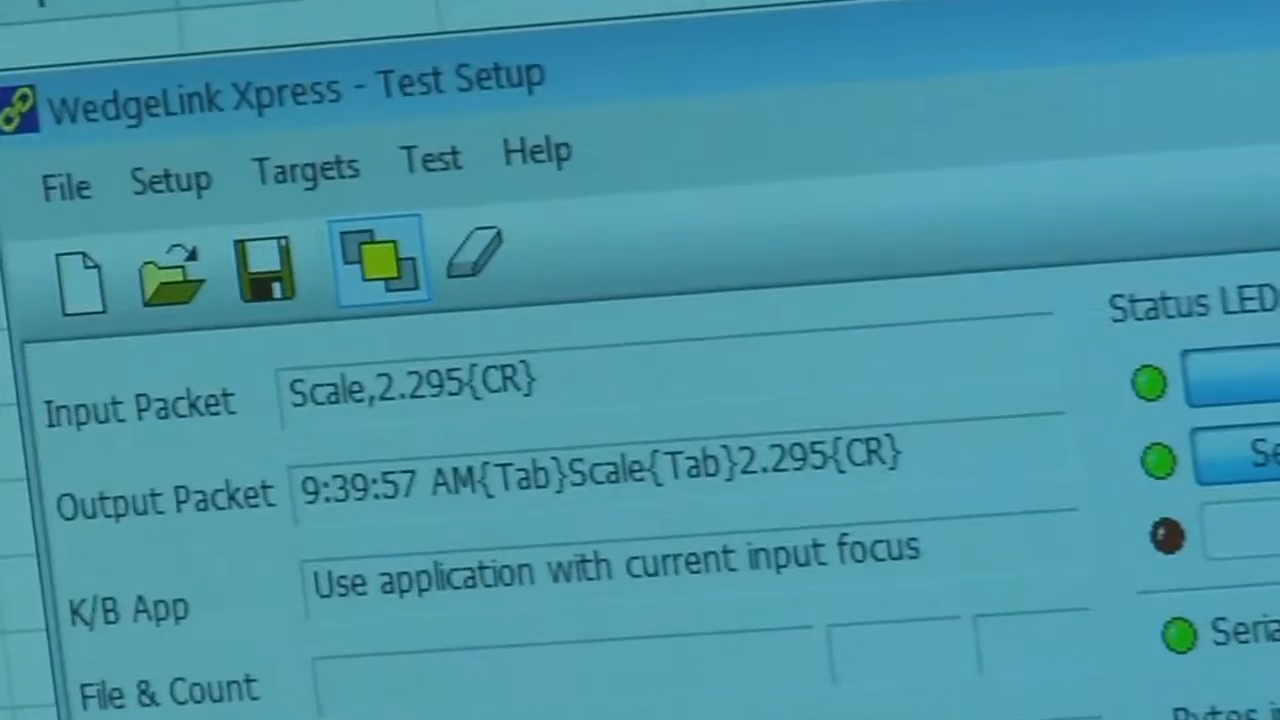 WedgeLink Xpress - Test Setup
File Setup Targets Test Help
Status LED
Input Packet Scale,2.295{CR}
Output Packet 9:39:57 AM{Tab}Scale{Tab}2.295{CR}
K/B App Use application with current input focus
File & Count